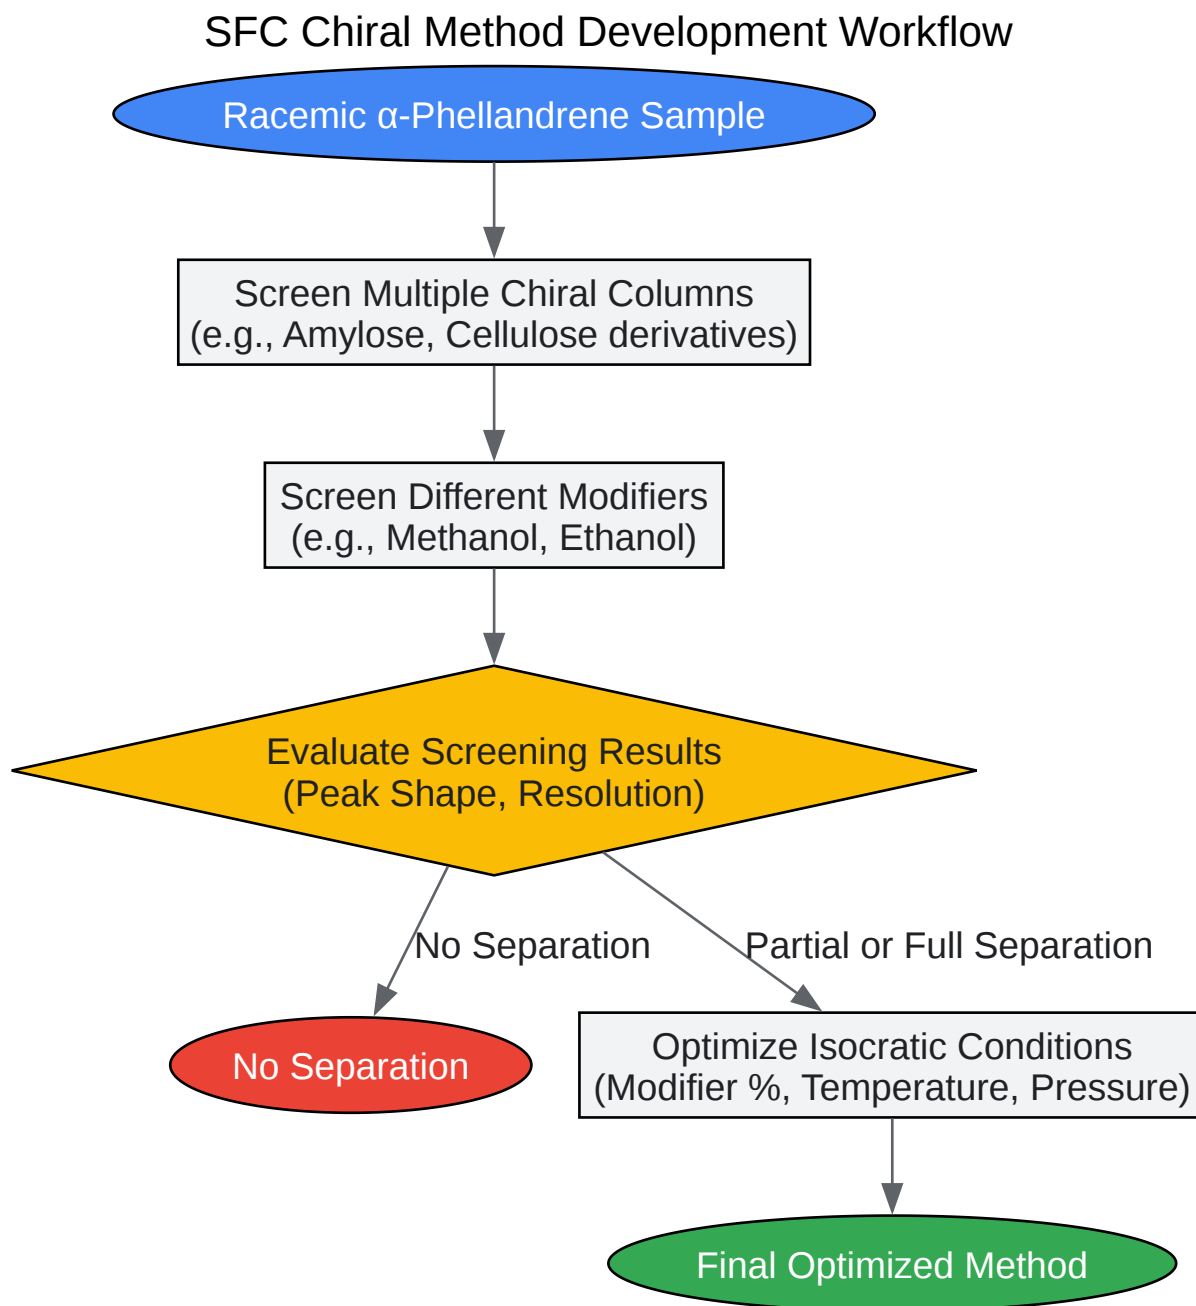 SFC Chiral Method Development Workflow
Racemic α-Phellandrene Sample
Screen Multiple Chiral Columns
(e.g., Amylose, Cellulose derivatives)
Screen Different Modifiers
(e.g., Methanol, Ethanol)
Evaluate Screening Results
(Peak Shape, Resolution)
No Separation
Partial or Full Separation
No Separation
Optimize Isocratic Conditions
(Modifier %, Temperature, Pressure)
Final Optimized Method